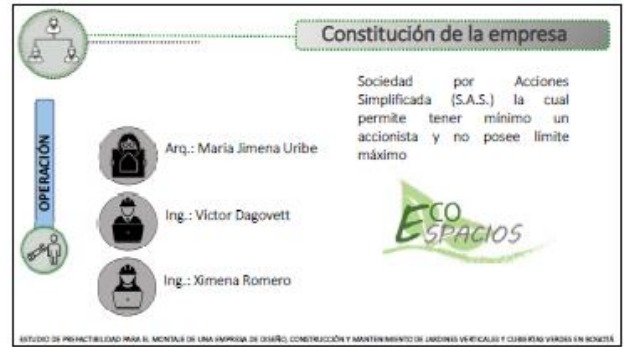 Constitución de la empresa
Sociedad por Acciones
Simplificada (S.A.S.) la cual
permite tener mínimo un
accionista y no posee límite
máximo
OPERACIÓN
Arq.: Maria Jimena Uribe
Ing.: Victor Dagovett
Ing.: Ximena Romero
ECO
ESPACIOS
ESTUDIO DE PREFACTIBILIDAD PARA EL MONTAJE DE UNA EMPRESA DE DISEÑO, CONSTRUCCIÓN Y MANTENIMIENTO DE JARDINES VERTICALES Y CUBIERTAS VERDES EN BOGOTÁ